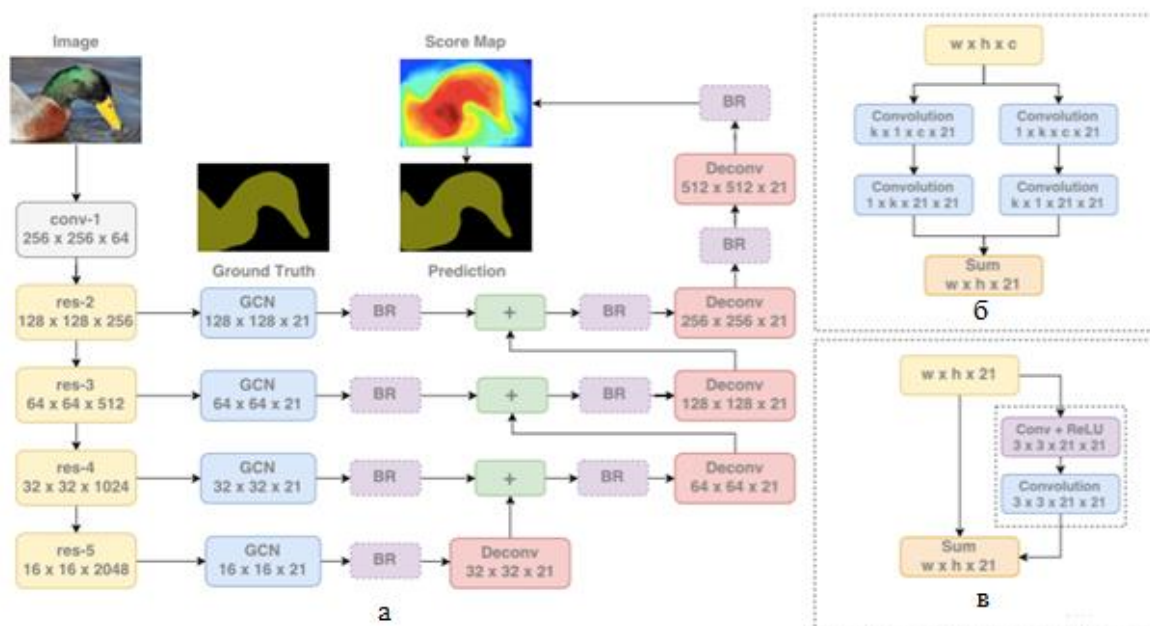 Image
Score Map
BR
Deconv
512 x 512 x 21
conv-1
256 x 256 x 64
BR
Ground Truth
Prediction
res-2
128 x 128 x 256
GCN
128 x 128 x 21
BR
+
BR
Deconv
256 x 256 x 21
res-3
64 x 64 x 512
GCN
64 x 64 x 21
BR
+
BR
Deconv
128 x 128 x 21
res-4
32 x 32 x 1024
GCN
32 x 32 x 21
BR
+
BR
Deconv
64 x 64 x 21
res-5
16 x 16 x 2048
GCN
16 x 16 x 21
BR
Deconv
32 x 32 x 21
а
w x h x c
Convolution
k x 1 x c x 21
Convolution
1 x k x c x 21
Convolution
1 x k x 21 x 21
Convolution
k x 1 x 21 x 21
Sum
w x h x 21
б
w x h x 21
Conv + ReLU
3 x 3 x 21 x 21
Convolution
3 x 3 x 21 x 21
Sum
w x h x 21
в